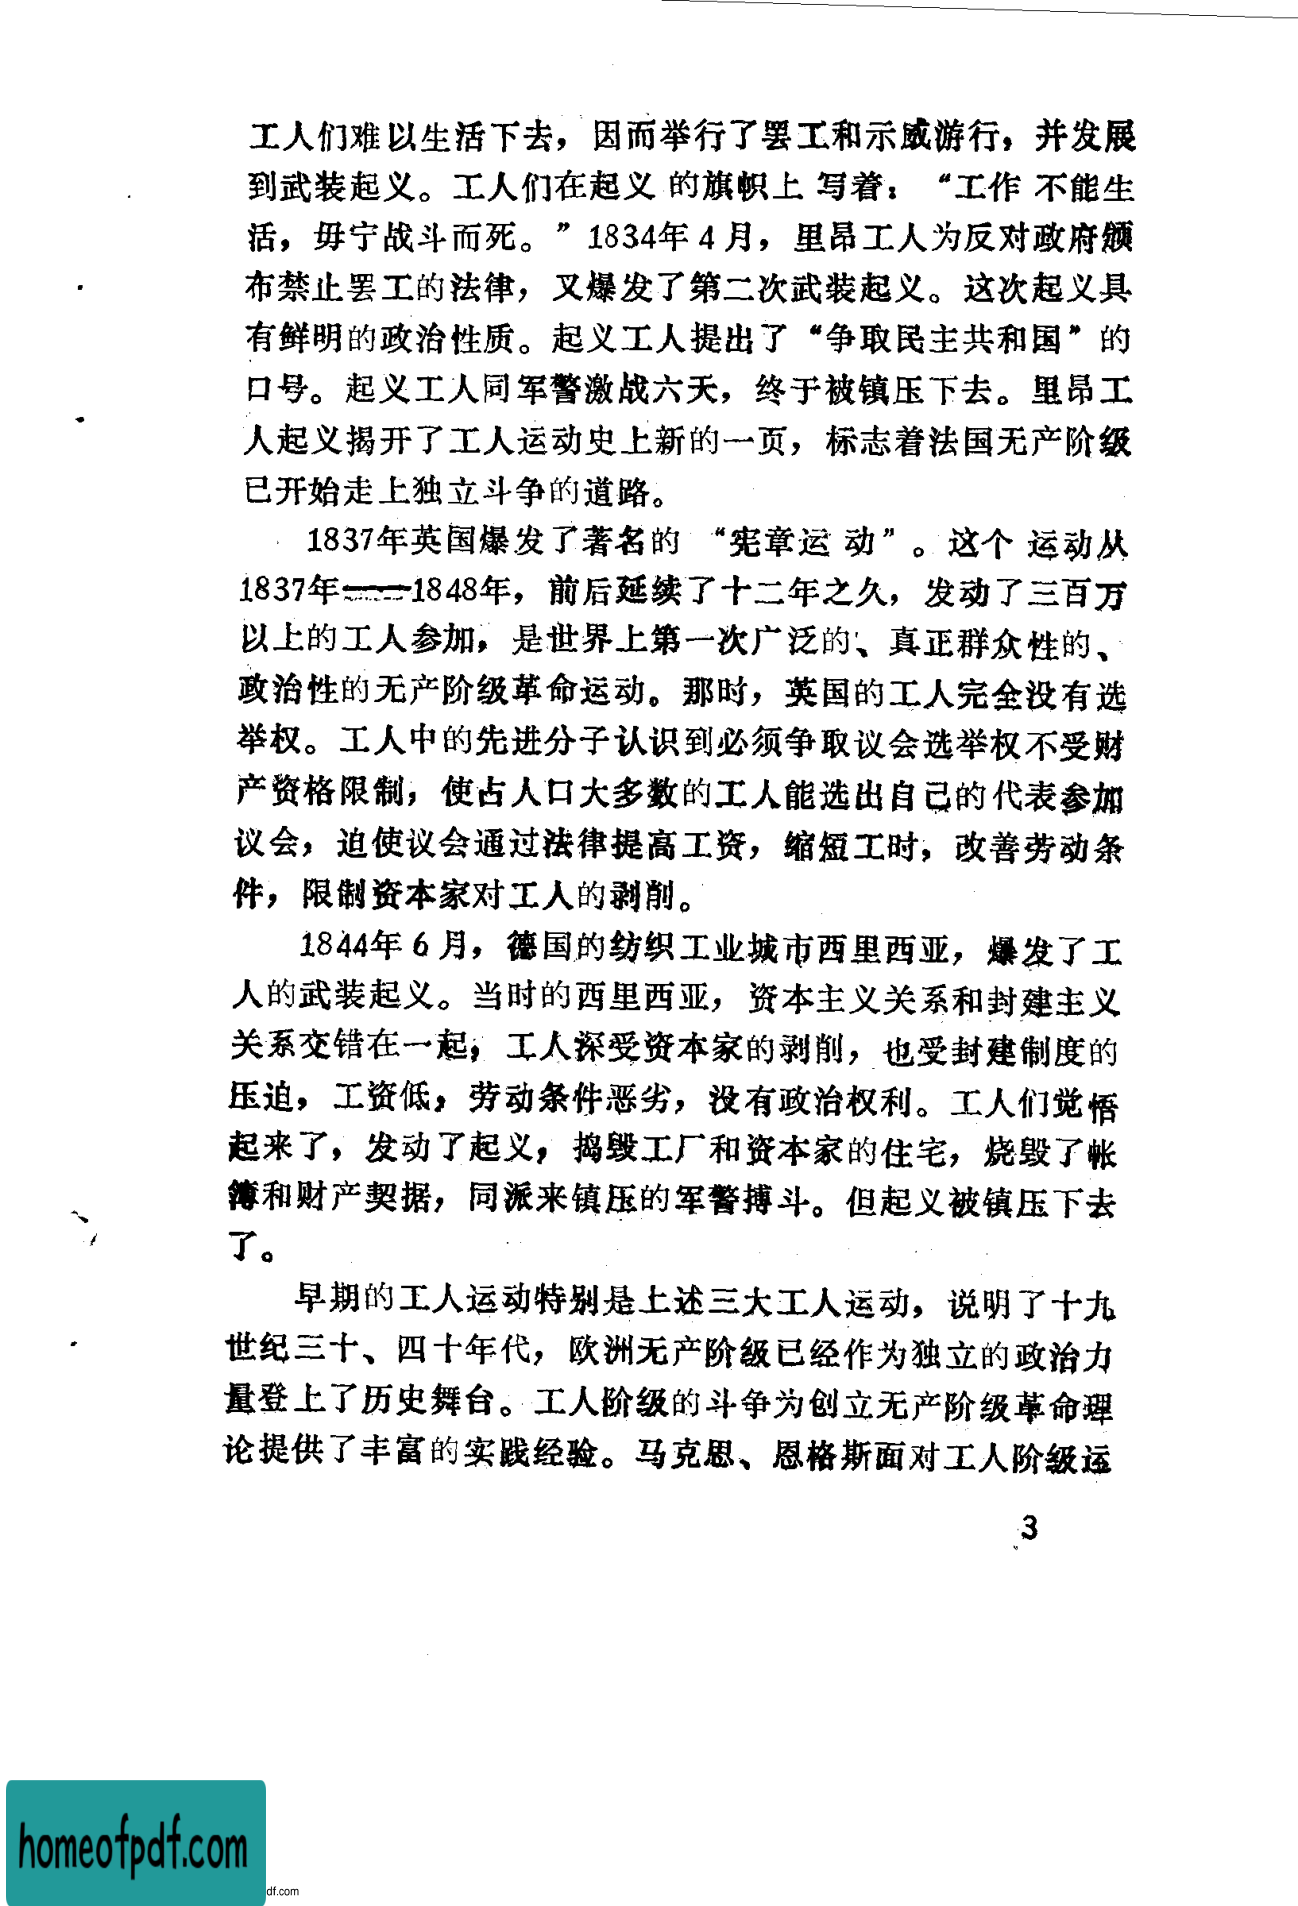 工人们难以生活下去，因而举行了罢工和示威游行，并发展
到武装起义。工人们在起义的旗帜上写着：“工作不能生
活，毋宁战斗而死。”1834年4月，里昂工人为反对政府颁
布禁止罢工的法律，又爆发了第二次武装起义。这次起义具
有鲜明的政治性质。起义工人提出了“争取民主共和国”的
口号。起义工人同军警激战六天，终于被镇压下去。里昂工
人起义揭开了工人运动史上新的一页，标志着法国无产阶级
已开始走上独立斗争的道路。
1837年英国爆发了著名的“宪章运动”。这个运动从
1837年——1848年，前后延续了十二年之久，发动了三百万
以上的工人参加，是世界上第一次广泛的、真正群众性的、
政治性的无产阶级革命运动。那时，英国的工人完全没有选
举权。工人中的先进分子认识到必须争取议会选举权不受财
产资格限制，使占人口大多数的工人能选出自己的代表参加
议会，迫使议会通过法律提高工资，缩短工时，改善劳动条
件，限制资本家对工人的剥削。
1844年6月，德国的纺织工业城市西里西亚，爆发了工
人的武装起义。当时的西里西亚，资本主义关系和封建主义
关系交错在一起，工人深受资本家的剥削，也受封建制度的
压迫，工资低，劳动条件恶劣，没有政治权利。工人们觉悟
起来了，发动了起义，捣毁工厂和资本家的住宅，烧毁了帐
簿和财产契据，同派来镇压的军警搏斗。但起义被镇压下去
了。
早期的工人运动特别是上述三大工人运动，说明了十九
世纪三十、四十年代，欧洲无产阶级已经作为独立的政治力
量登上了历史舞台。工人阶级的斗争为创立无产阶级革命理
论提供了丰富的实践经验。马克思、恩格斯面对工人阶级运
3
homeofpdf.com
df.com